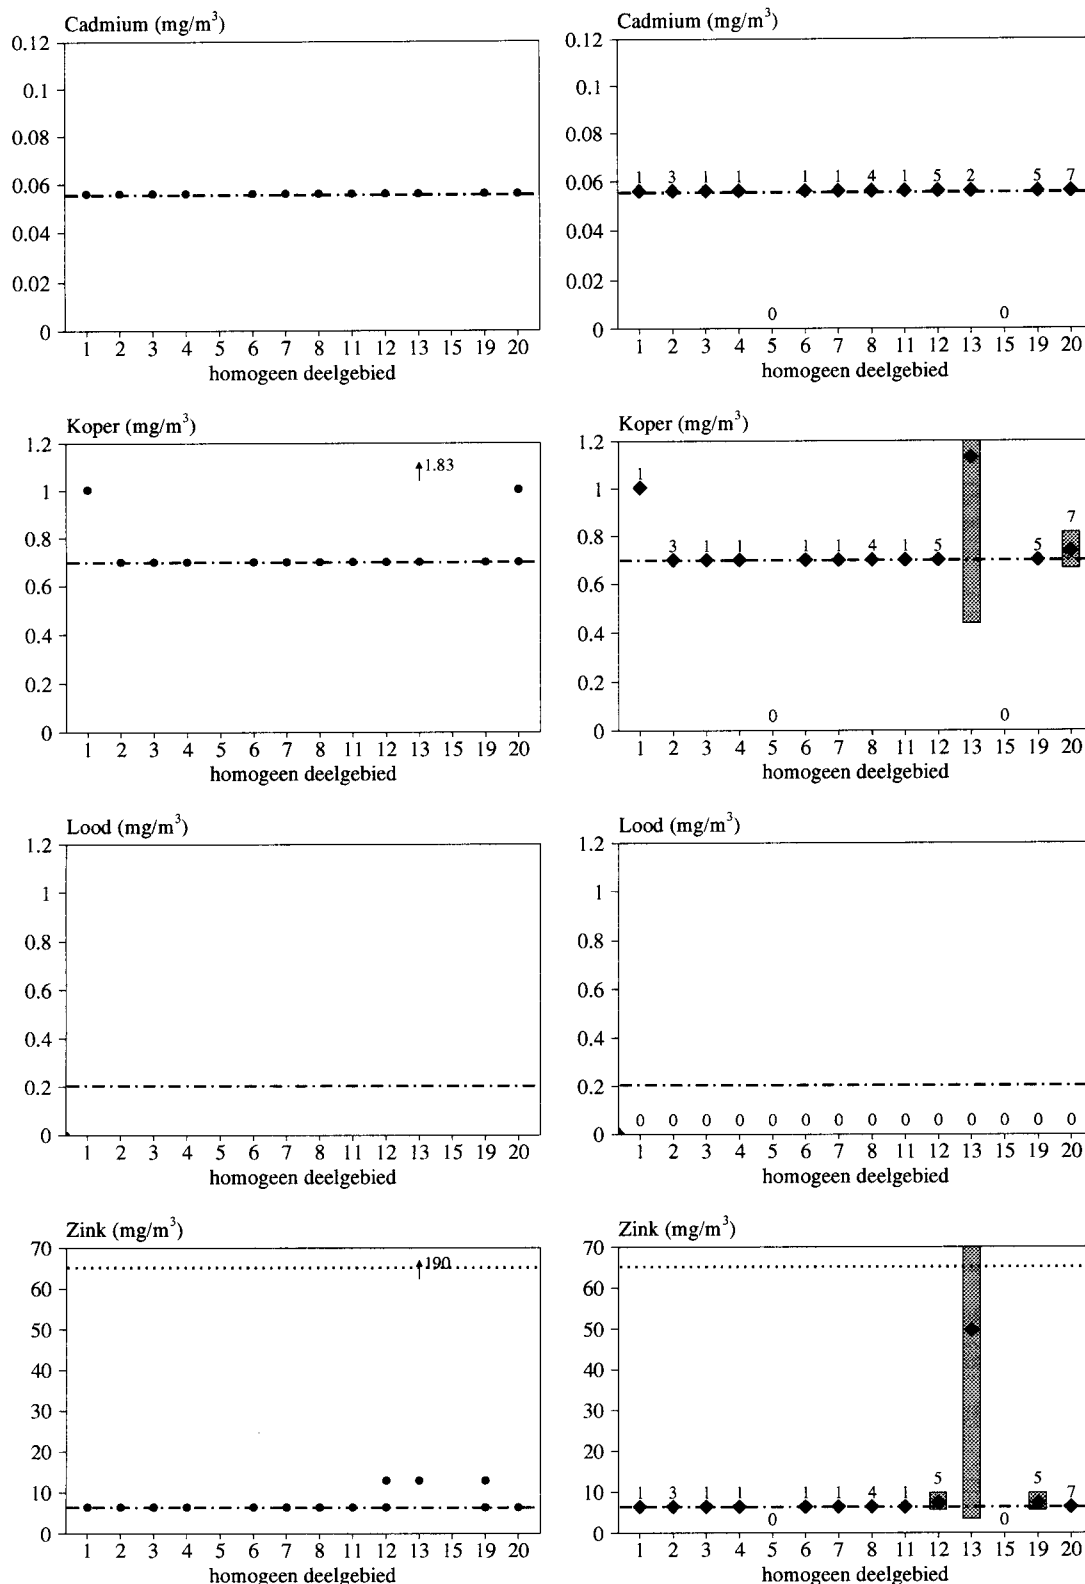 Cadmium (mg/m³)
0.12
0.1
0.08
0.06
0.04
0.02
0
1 2 3 4 5 6 7 8 11 12 13 15 19 20
homogeen deelgebied
Cadmium (mg/m³)
0.12
0.1
0.08
0.06
0.04
0.02
0
1 3 1 1 1 1 4 1 5 2 5 7
0 0
1 2 3 4 5 6 7 8 11 12 13 15 19 20
homogeen deelgebied
Koper (mg/m³)
1.2
1
0.8
0.6
0.4
0.2
0
1.83
1 2 3 4 5 6 7 8 11 12 13 15 19 20
homogeen deelgebied
Koper (mg/m³)
1.2
1
0.8
0.6
0.4
0.2
0
1
7
3 1 1 1 1 4 1 5 5
0 0
1 2 3 4 5 6 7 8 11 12 13 15 19 20
homogeen deelgebied
Lood (mg/m³)
1.2
1
0.8
0.6
0.4
0.2
0
1 2 3 4 5 6 7 8 11 12 13 15 19 20
homogeen deelgebied
Lood (mg/m³)
1.2
1
0.8
0.6
0.4
0.2
0
0 0 0 0 0 0 0 0 0 0 0 0 0 0
1 2 3 4 5 6 7 8 11 12 13 15 19 20
homogeen deelgebied
Zink (mg/m³)
70
60
50
40
30
20
10
0
190
1 2 3 4 5 6 7 8 11 12 13 15 19 20
homogeen deelgebied
Zink (mg/m³)
70
60
50
40
30
20
10
0
5 5
1 3 1 1 1 1 4 1 7
0 0
1 2 3 4 5 6 7 8 11 12 13 15 19 20
homogeen deelgebied